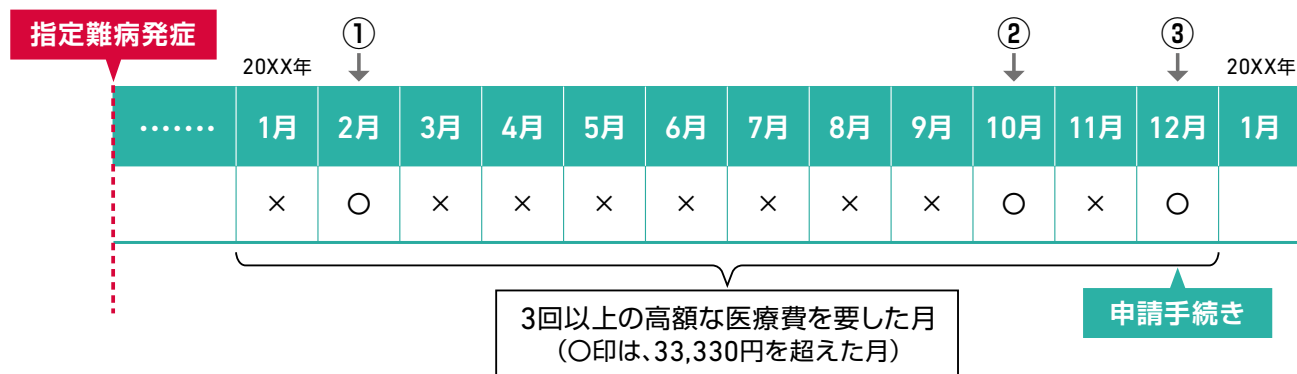 指定難病発症
① ② ③
20XX年 20XX年
‥‥‥‥ 1月 2月 3月 4月 5月 6月 7月 8月 9月 10月 11月 12月 1月
× 〇 × × × × × × × 〇 × 〇
3回以上の高額な医療費を要した月
(〇印は、33,330円を超えた月)
申請手続き